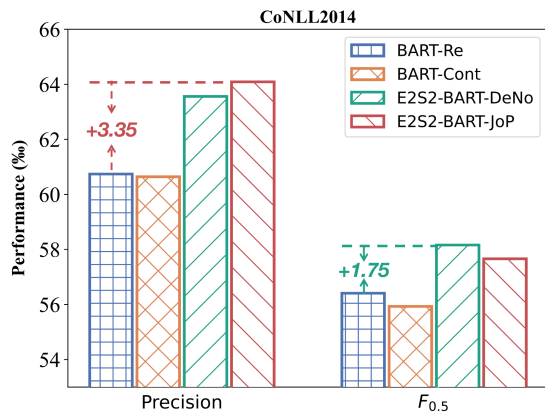 CoNLL2014
Performance (‰)
66
64
62
60
58
56
54
BART-Re
BART-Cont
E2S2-BART-DeNo
E2S2-BART-JoP
+3.35
+1.75
Precision
F0.5